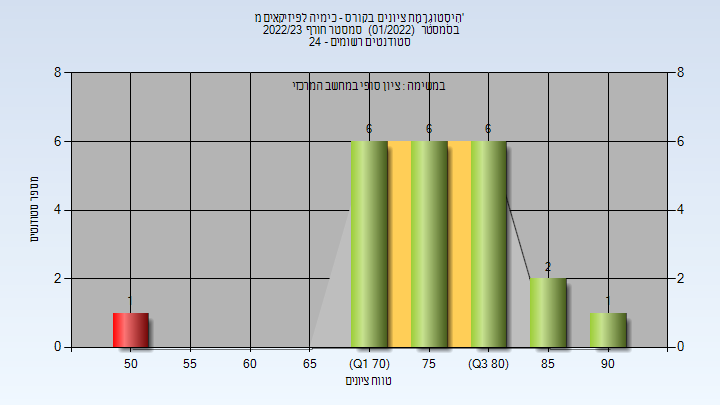 היסטוגרמת ציונים בקורס - כימיה לפיזיקאים מ'
בסמסטר (01/2022) סמסטר חורף 2022/23
סטודנטים רשומים - 24
במשימה : ציון סופי במחשב המרכזי
8 8
6 6 6
6 6
מספר סטודנטים
4 4
2
2 2
1 1
0 0
50 55 60 65 (Q1 70) 75 (Q3 80) 85 90
טווח ציונים